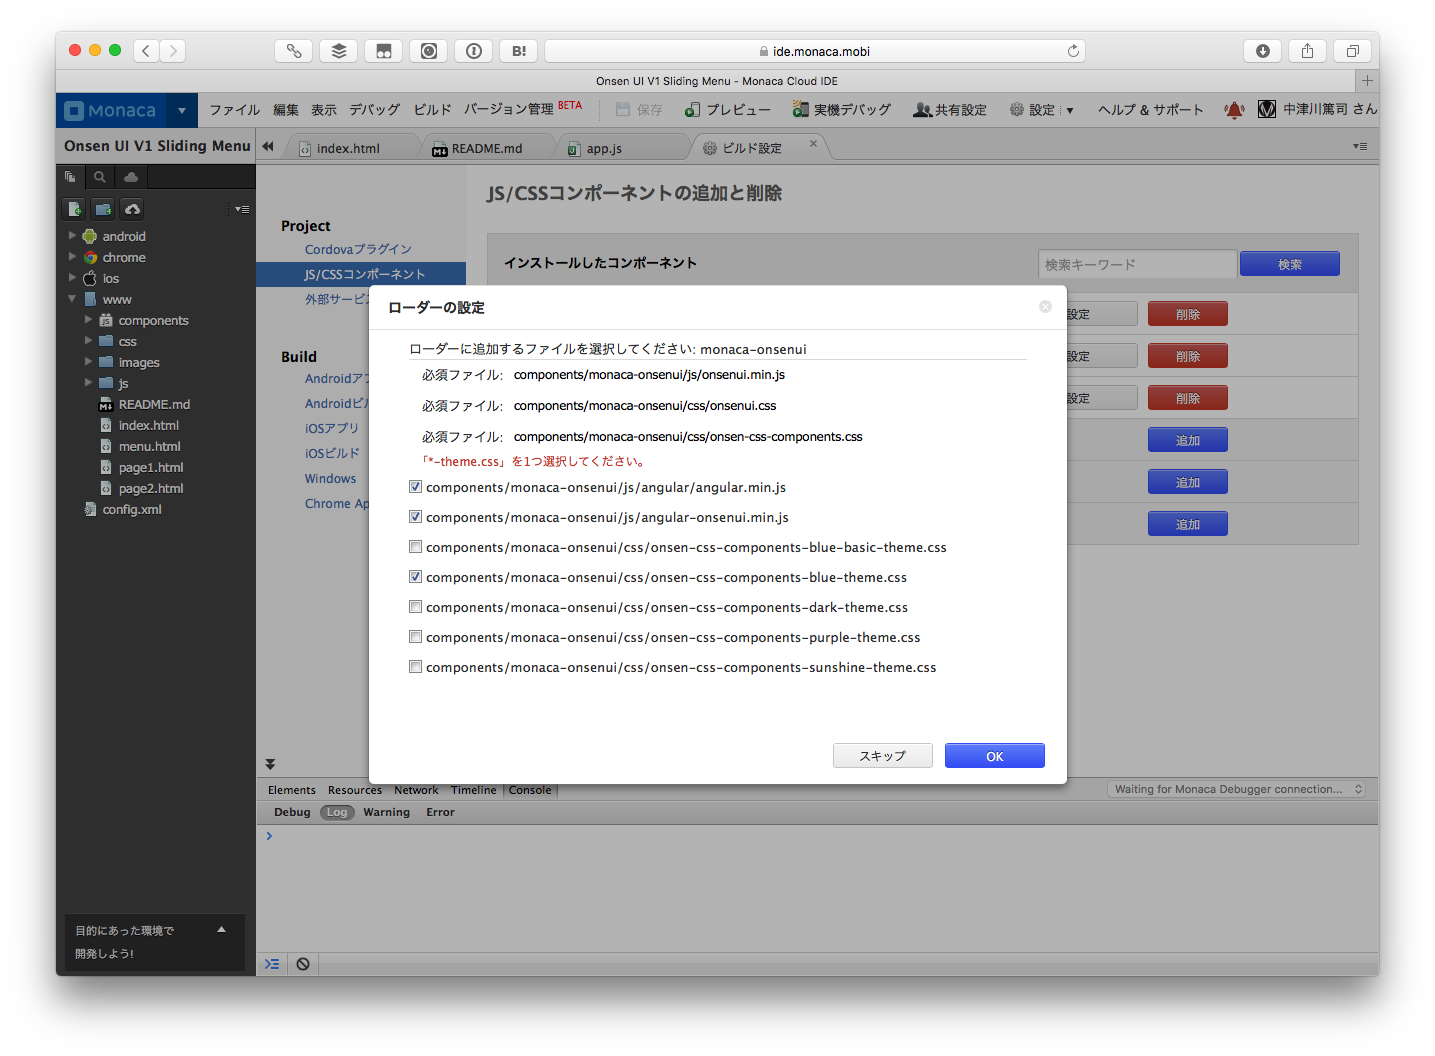 B!
ide.monaca.mobi
Onsen UI V1 Sliding Menu - Monaca Cloud IDE
Monaca
ファイル 編集 表示 デバッグ ビルド バージョン管理 BETA 保存 プレビュー 実機デバッグ 共有設定 設定 ヘルプ & サポート 中津川篤司 さん
Onsen UI V1 Sliding Menu
index.html
README.md
app.js
ビルド設定
android
chrome
ios
www
components
css
images
js
README.md
index.html
menu.html
page1.html
page2.html
config.xml
目的にあった環境で
開発しよう!
Project
Cordovaプラグイン
JS/CSSコンポーネント
外部サービ
Build
Androidア
Androidビル
iOSアプリ
iOSビルド
Windows
Chrome Ap
JS/CSSコンポーネントの追加と削除
インストールしたコンポーネント
検索キーワード
検索
設定 削除
設定 削除
設定 削除
追加
追加
追加
ローダーの設定
ローダーに追加するファイルを選択してください: monaca-onsenui
必須ファイル: components/monaca-onsenui/js/onsenui.min.js
必須ファイル: components/monaca-onsenui/css/onsenui.css
必須ファイル: components/monaca-onsenui/css/onsen-css-components.css
「*-theme.css」を1つ選択してください。
components/monaca-onsenui/js/angular/angular.min.js
components/monaca-onsenui/js/angular-onsenui.min.js
components/monaca-onsenui/css/onsen-css-components-blue-basic-theme.css
components/monaca-onsenui/css/onsen-css-components-blue-theme.css
components/monaca-onsenui/css/onsen-css-components-dark-theme.css
components/monaca-onsenui/css/onsen-css-components-purple-theme.css
components/monaca-onsenui/css/onsen-css-components-sunshine-theme.css
スキップ
OK
Elements Resources Network Timeline Console
Waiting for Monaca Debugger connection...
Debug Log Warning Error